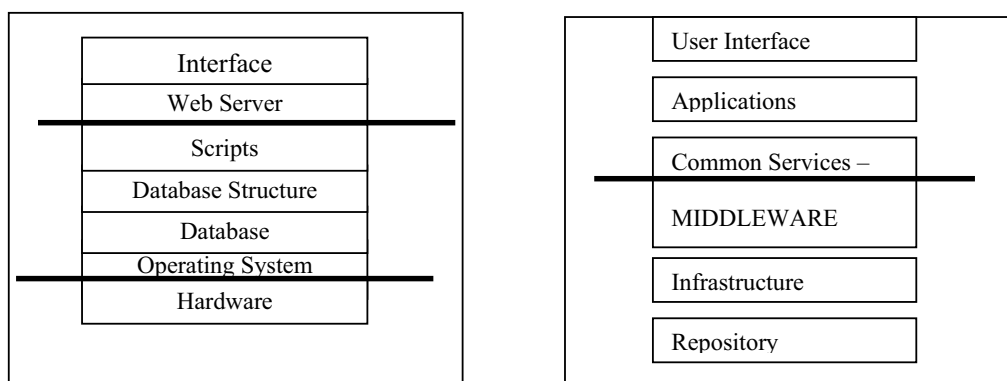 Interface
Web Server
Scripts
Database Structure
Database
Operating System
Hardware
User Interface
Applications
Common Services –
MIDDLEWARE
Infrastructure
Repository